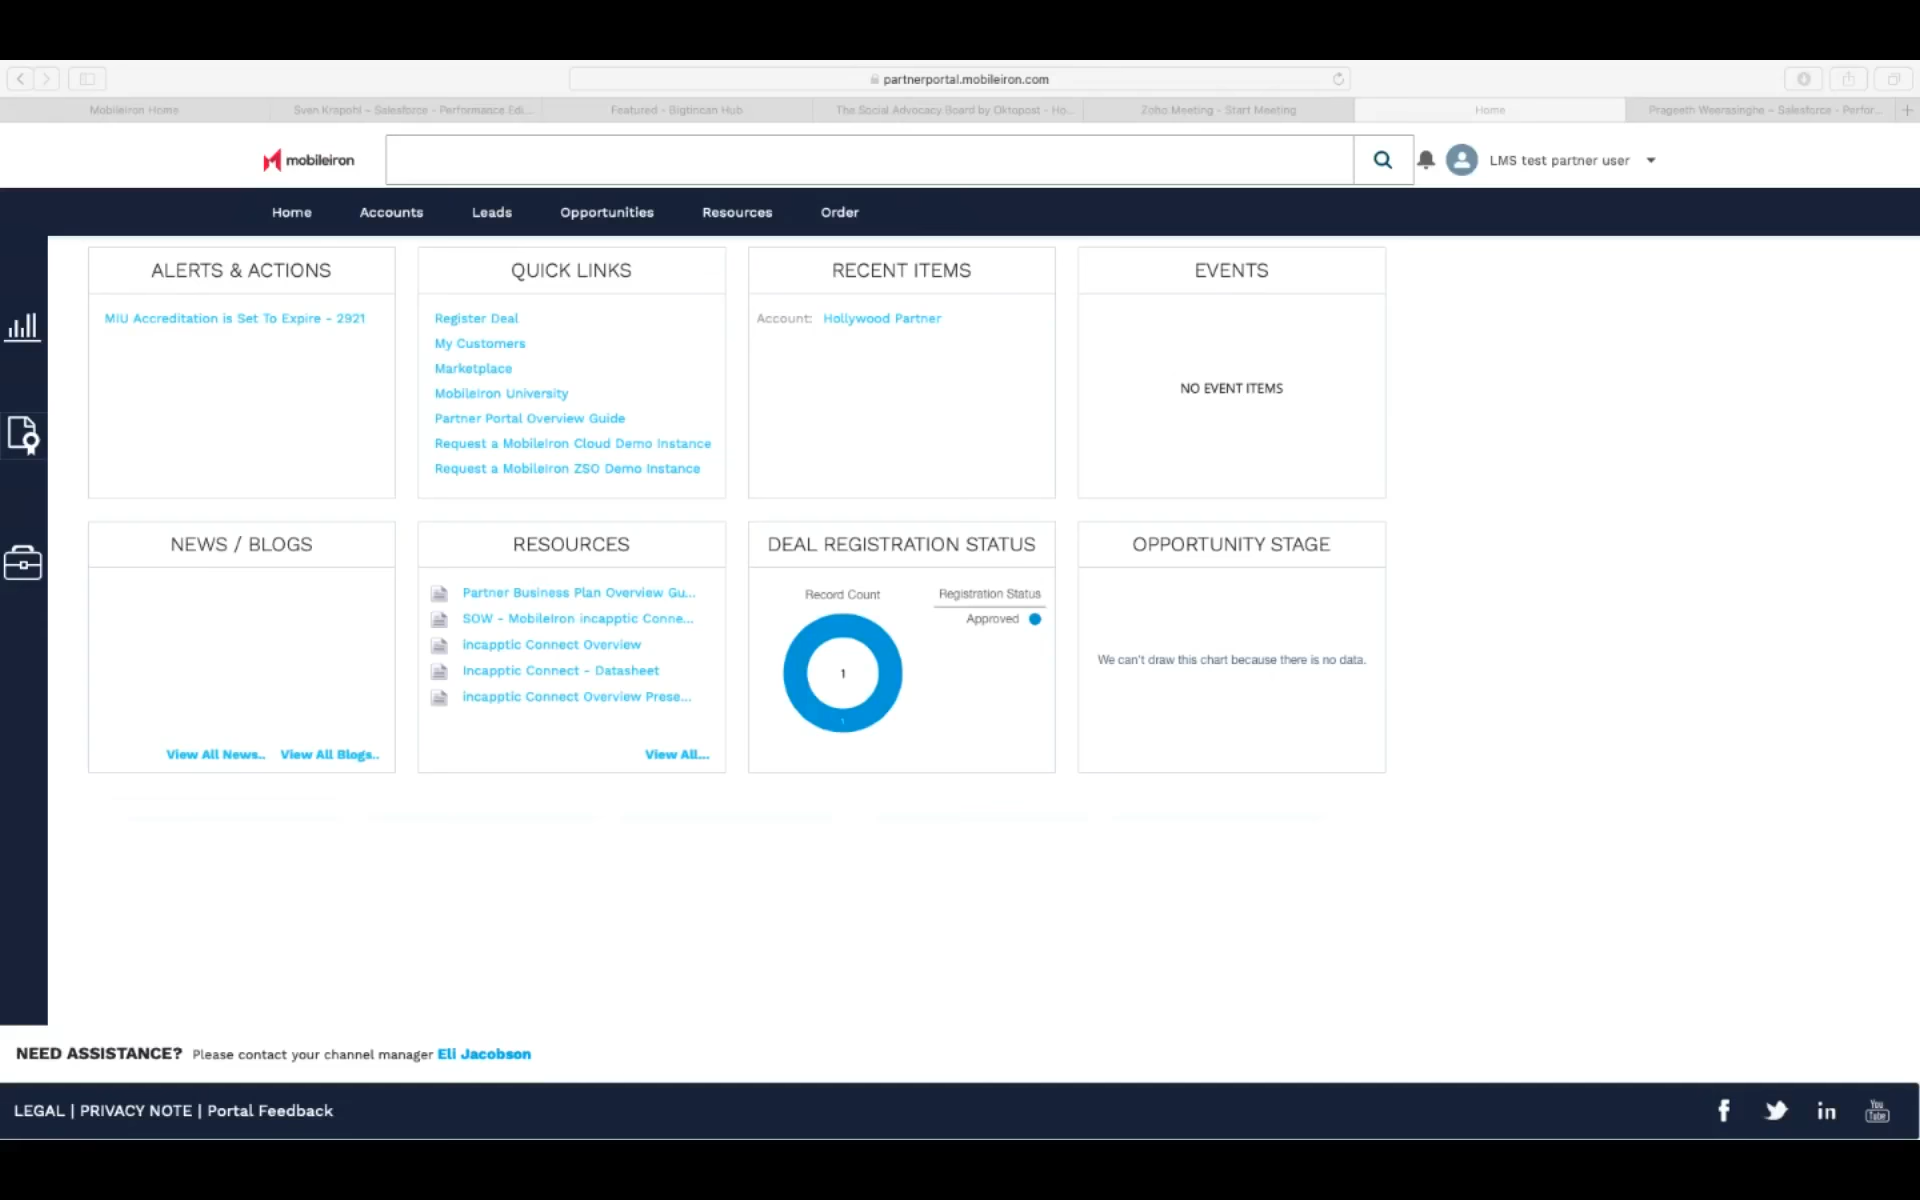 partnerportal.mobileiron.com
MobileIron Home
Sven Krapohl – Salesforce - Performance Edi...
Featured - Bigtincan Hub
The Social Advocacy Board by Oktopost - Ho...
Zoho Meeting - Start Meeting
Home
Prageeth Weerasinghe – Salesforce - Perfor...
mobileiron
LMS test partner user
Home
Accounts
Leads
Opportunities
Resources
Order
ALERTS & ACTIONS
MIU Accreditation is Set To Expire - 2921
QUICK LINKS
Register Deal
My Customers
Marketplace
MobileIron University
Partner Portal Overview Guide
Request a MobileIron Cloud Demo Instance
Request a MobileIron ZSO Demo Instance
RECENT ITEMS
Account: Hollywood Partner
EVENTS
NO EVENT ITEMS
NEWS / BLOGS
View All News.. View All Blogs..
RESOURCES
Partner Business Plan Overview Gu...
SOW - MobileIron incapptic Conne...
incapptic Connect Overview
Incapptic Connect - Datasheet
incapptic Connect Overview Prese...
View All...
DEAL REGISTRATION STATUS
Record Count
Registration Status
Approved
1
1
OPPORTUNITY STAGE
We can't draw this chart because there is no data.
NEED ASSISTANCE? Please contact your channel manager Eli Jacobson
LEGAL | PRIVACY NOTE | Portal Feedback
You
Tube